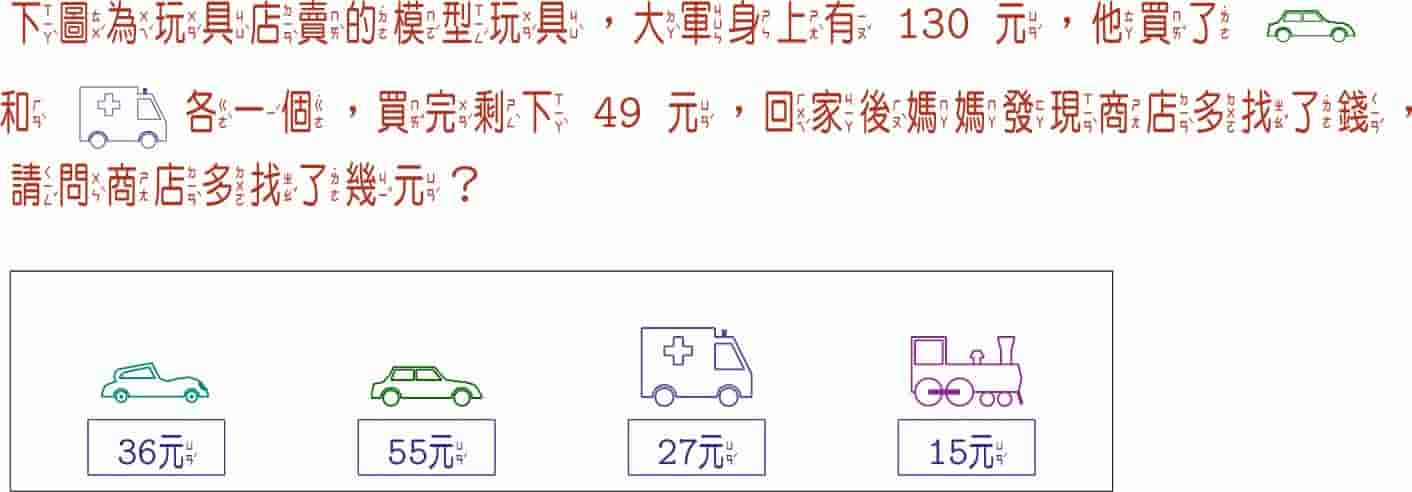 下圖為玩具店賣的模型玩具，大軍身上有 130 元，他買了
和 各一個，買完剩下 49 元，回家後媽媽發現商店多找了錢，
請問商店多找了幾元？
36元 55元 27元 15元